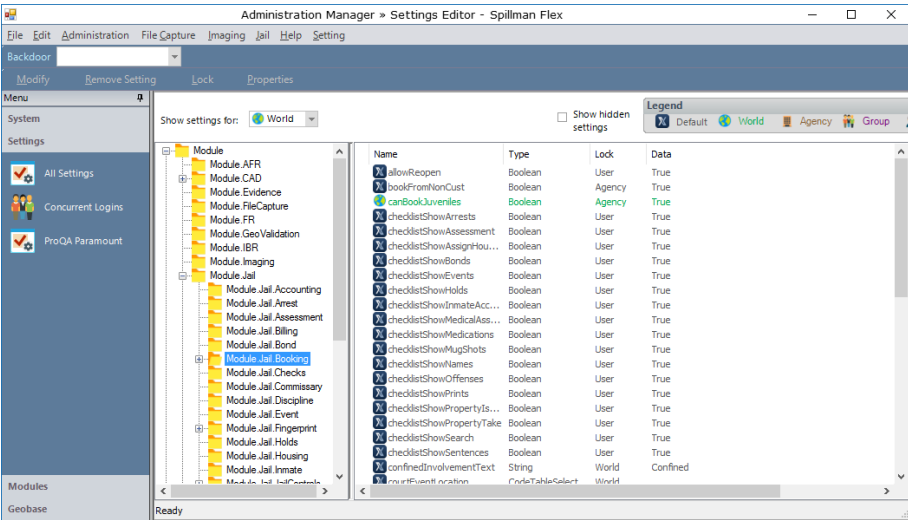 Administration Manager » Settings Editor - Spillman Flex
File Edit Administration File Capture Imaging Jail Help Setting
Backdoor
Modify Remove Setting Lock Properties
Menu
System
Settings
All Settings
Concurrent Logins
ProQA Paramount
Modules
Geobase
Show settings for: World
Show hidden
settings
Legend
Default World Agency Group
Module
Module.AFR
Module.CAD
Module.Evidence
Module.FileCapture
Module.FR
Module.GeoValidation
Module.IBR
Module.Imaging
Module.Jail
Module.Jail.Accounting
Module.Jail.Arrest
Module.Jail.Assessment
Module.Jail.Billing
Module.Jail.Bond
Module.Jail.Booking
Module.Jail.Checks
Module.Jail.Commissary
Module.Jail.Discipline
Module.Jail.Event
Module.Jail.Fingerprint
Module.Jail.Holds
Module.Jail.Housing
Module.Jail.Inmate
Module.Jail.JailControls
Name Type Lock Data
allowReopen Boolean User True
bookFromNonCust Boolean Agency True
canBookJuveniles Boolean Agency True
checklistShowArrests Boolean User True
checklistShowAssessment Boolean User True
checklistShowAssignHou... Boolean User True
checklistShowBonds Boolean User True
checklistShowEvents Boolean User True
checklistShowHolds Boolean User True
checklistShowInmateAcc... Boolean User True
checklistShowMedicalAss... Boolean User True
checklistShowMedications Boolean User True
checklistShowMugShots Boolean User True
checklistShowNames Boolean User True
checklistShowOffenses Boolean User True
checklistShowPrints Boolean User True
checklistShowPropertyIs... Boolean User True
checklistShowPropertyTake Boolean User True
checklistShowSearch Boolean User True
checklistShowSentences Boolean User True
confinedInvolvementText String World Confined
courtEventLocation CodeTableSelect World
Ready